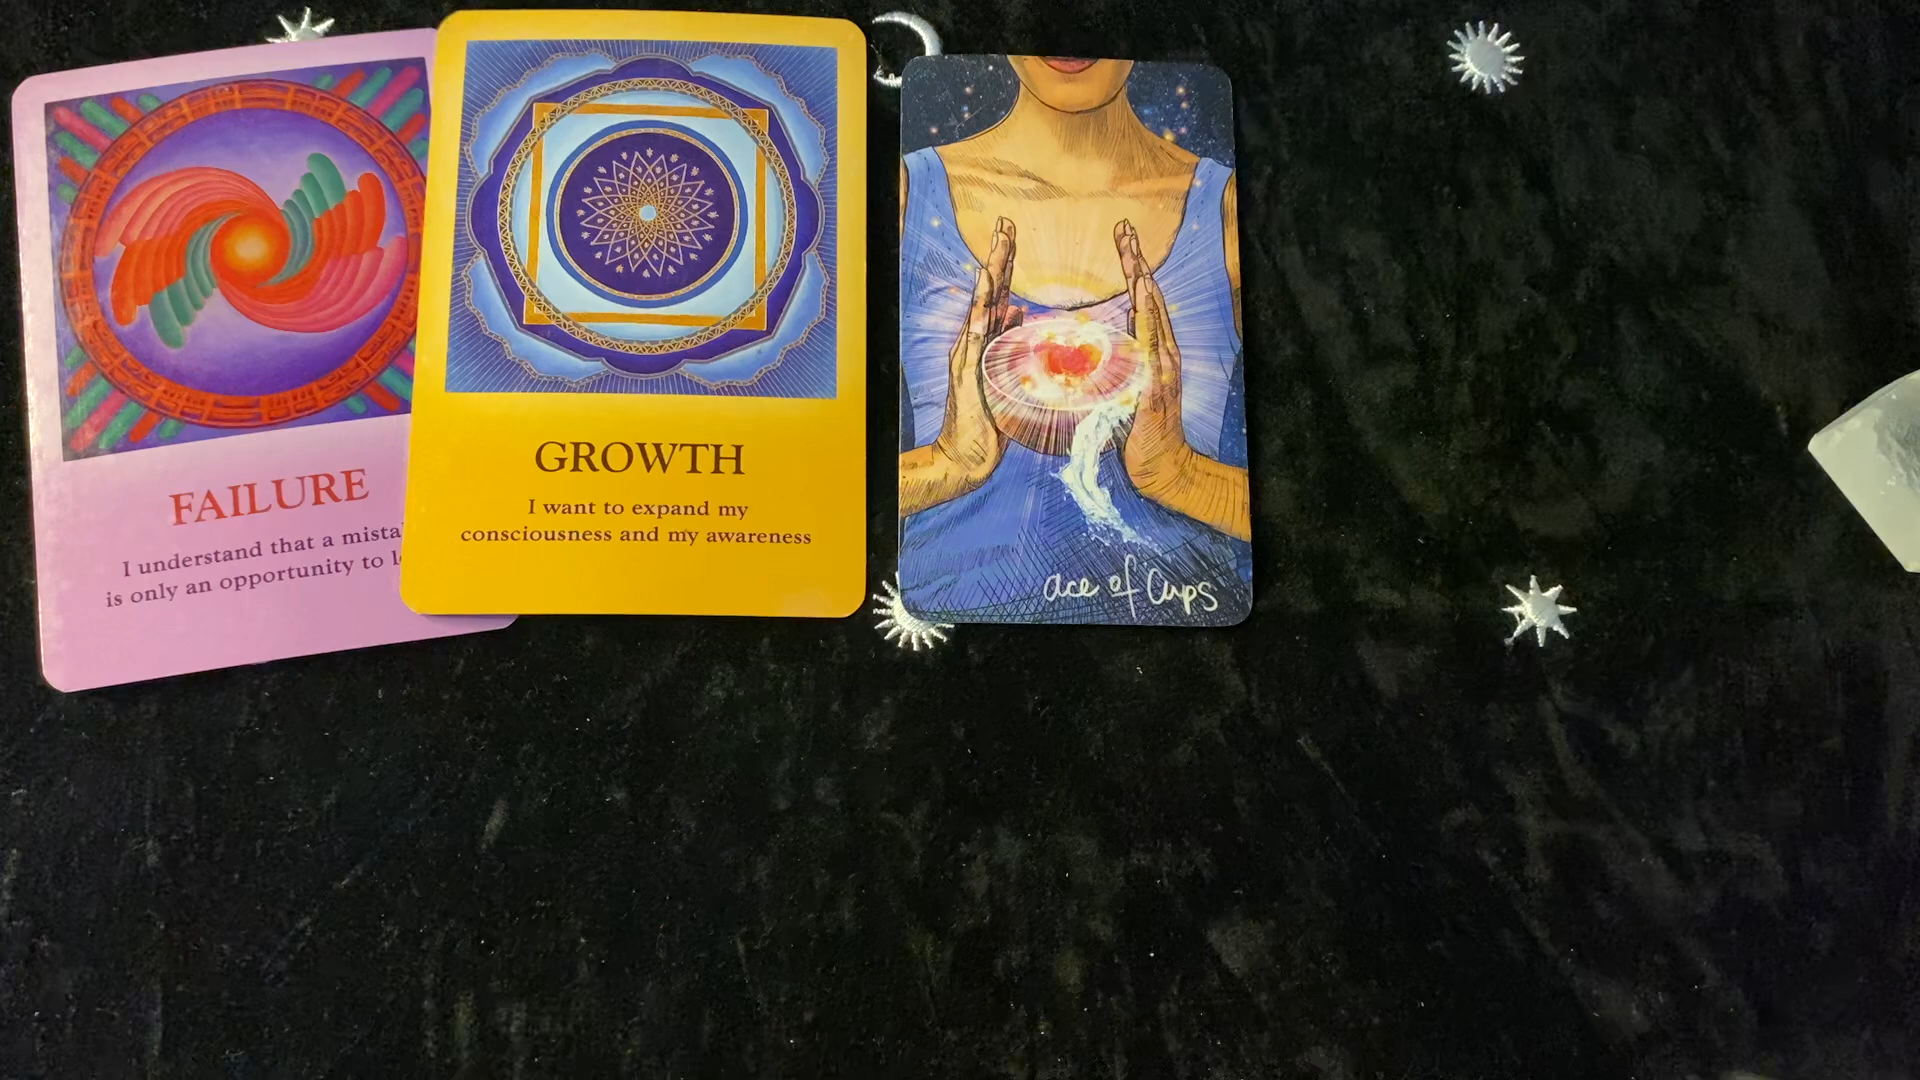 FAILURE
I understand that a
is only an opportunity to
GROWTH
I want to expand my
consciousness and my awareness
ace of Cups